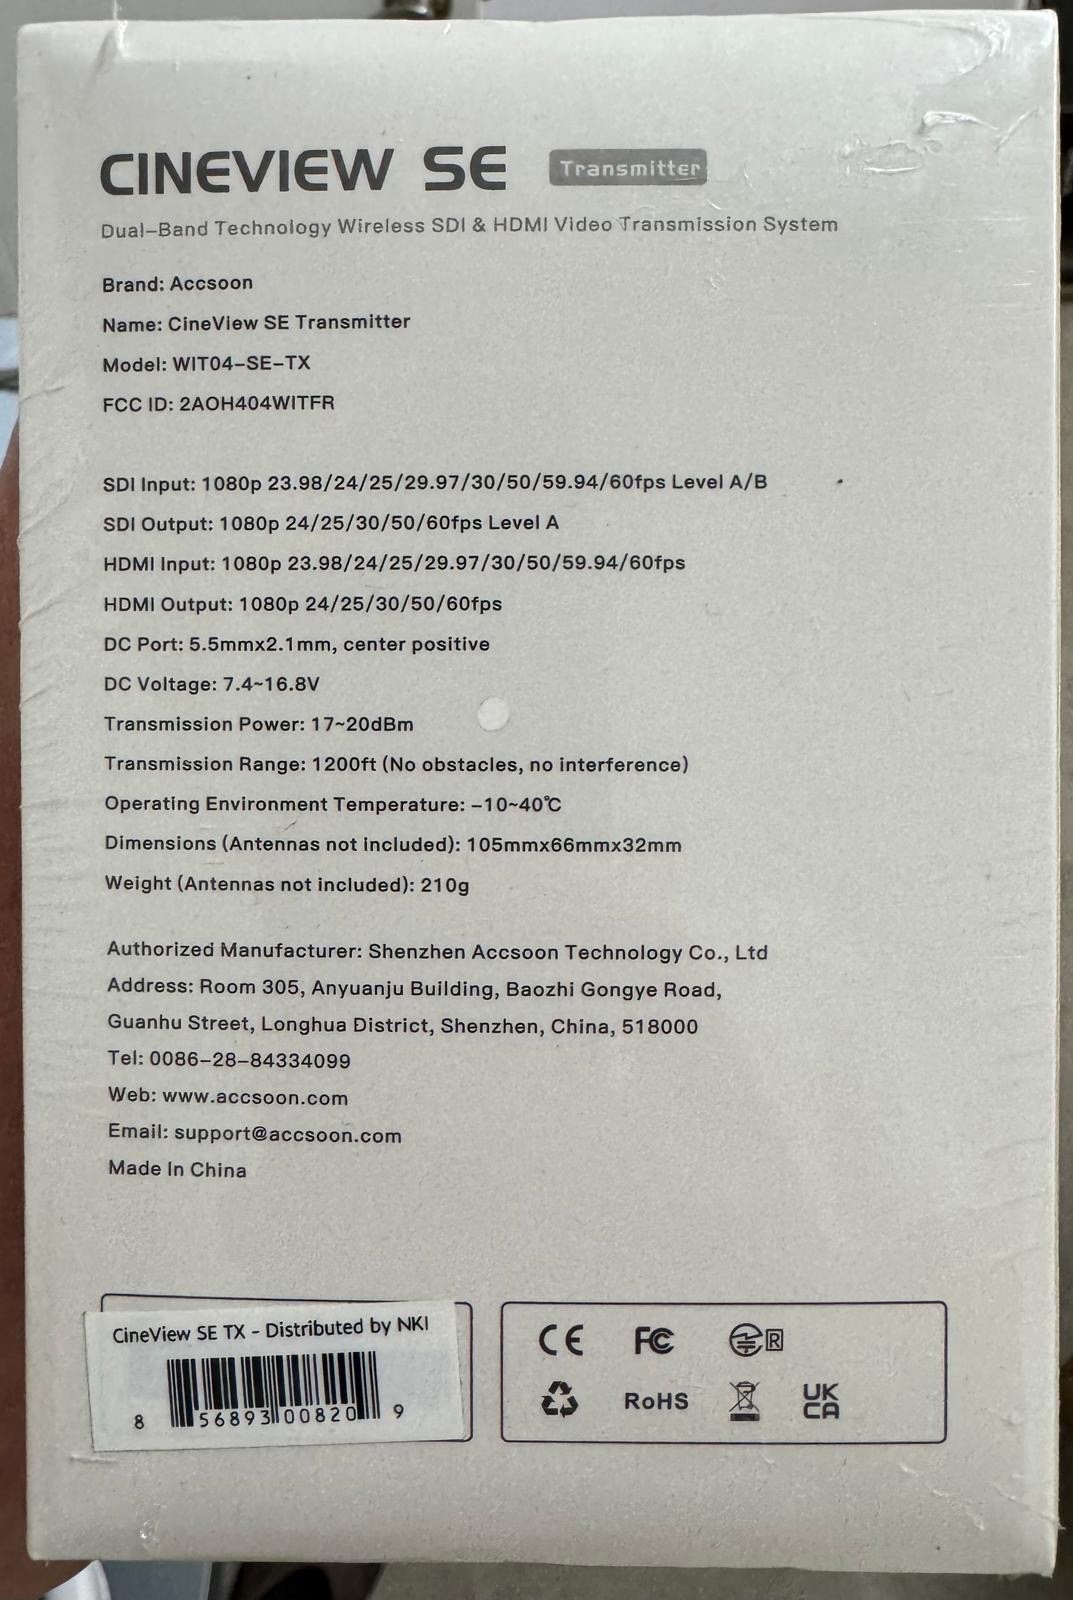 CINEVIEW SE Transmitter
Dual-Band Technology Wireless SDI & HDMI Video Transmission System
Brand: Accsoon
Name: CineView SE Transmitter
Model: WIT04-SE-TX
FCC ID: 2AOH404WITFR
SDI Input: 1080p 23.98/24/25/29.97/30/50/59.94/60fps Level A/B
SDI Output: 1080p 24/25/30/50/60fps Level A
HDMI Input: 1080p 23.98/24/25/29.97/30/50/59.94/60fps
HDMI Output: 1080p 24/25/30/50/60fps
DC Port: 5.5mmx2.1mm, center positive
DC Voltage: 7.4~16.8V
Transmission Power: 17~20dBm
Transmission Range: 1200ft (No obstacles, no interference)
Operating Environment Temperature: -10~40℃
Dimensions (Antennas not included): 105mmx66mmx32mm
Weight (Antennas not included): 210g
Authorized Manufacturer: Shenzhen Accsoon Technology Co., Ltd
Address: Room 305, Anyuanju Building, Baozhi Gongye Road,
Guanhu Street, Longhua District, Shenzhen, China, 518000
Tel: 0086-28-84334099
Web: www.accsoon.com
Email: support@accsoon.com
Made In China
CineView SE TX - Distributed by NKI
8 56893 00820 9
CE FC R
RoHS UK
CA